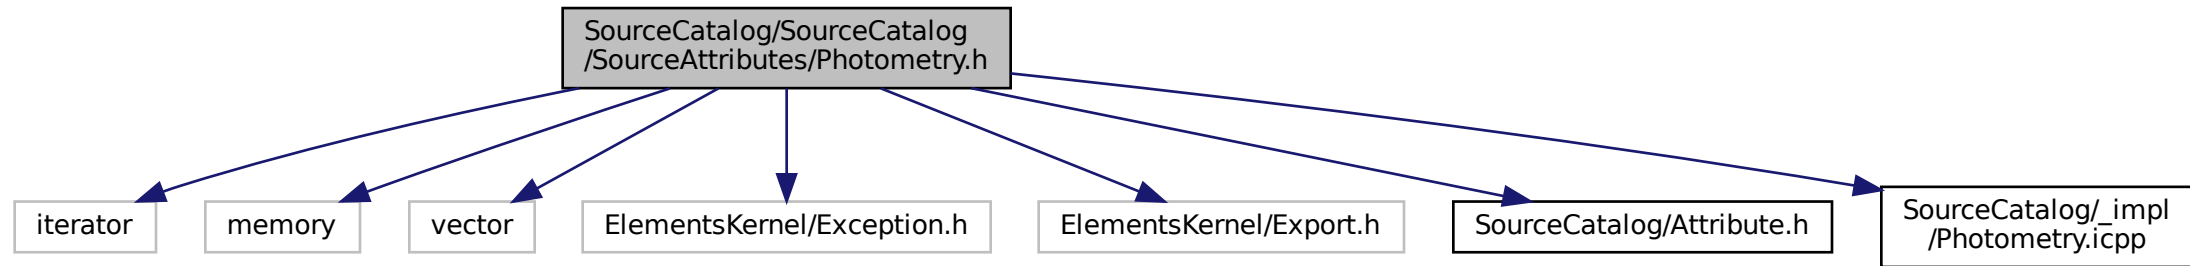 SourceCatalog/SourceCatalog
/SourceAttributes/Photometry.h
iterator
memory
vector
ElementsKernel/Exception.h
ElementsKernel/Export.h
SourceCatalog/Attribute.h
SourceCatalog/_impl
/Photometry.icpp